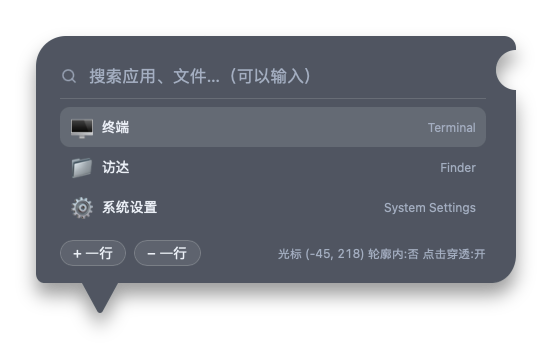 搜索应用、文件...（可以输入）
终端 Terminal
访达 Finder
系统设置 System Settings
+ 一行 − 一行 光标 (-45, 218) 轮廓内:否 点击穿透:开